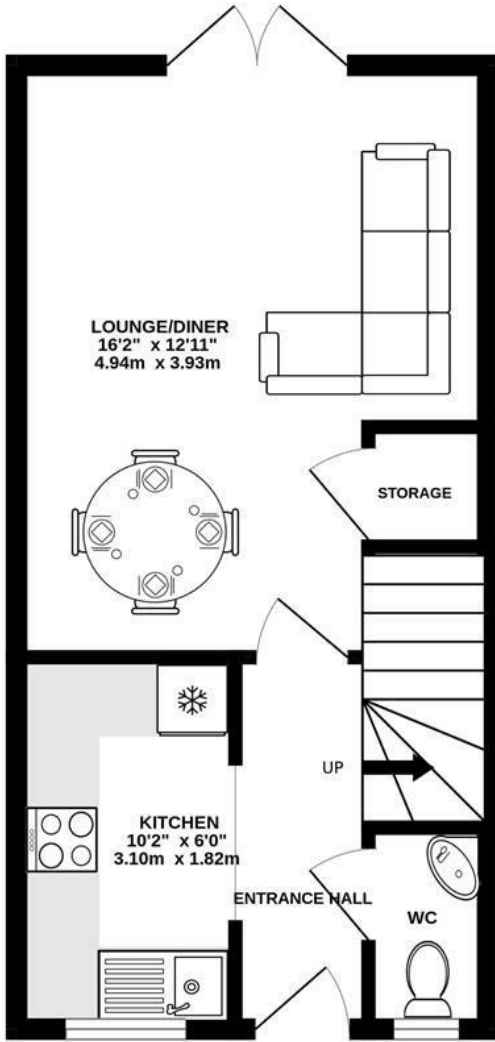 LOUNGE/DINER
16'2" x 12'11"
4.94m x 3.93m
STORAGE
UP
KITCHEN
10'2" x 6'0"
3.10m x 1.82m
ENTRANCE HALL
WC